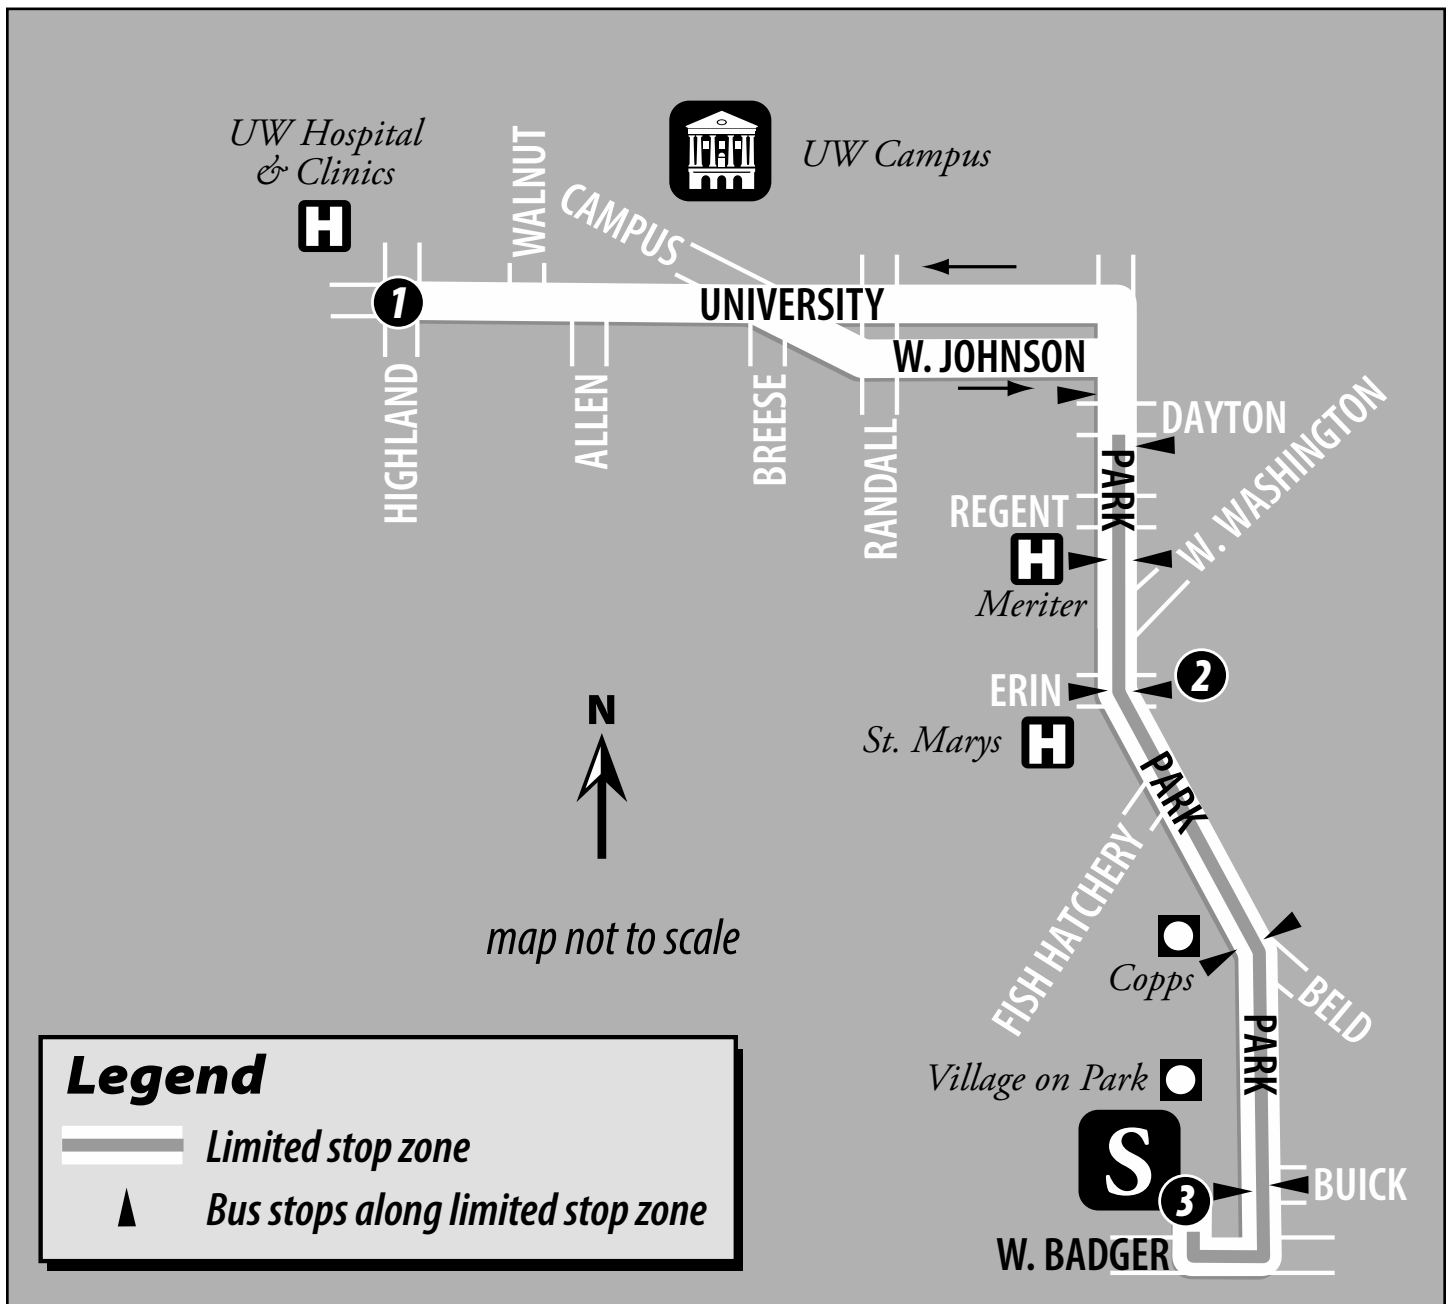 UW Hospital
& Clinics
H
WALNUT
CAMPUS
UW Campus
1
UNIVERSITY
W. JOHNSON
HIGHLAND
ALLEN
BREESE
RANDALL
DAYTON
PARK
REGENT
W. WASHINGTON
H
Meriter
ERIN
2
St. Marys
H
N
PARK
map not to scale
FISH HATCHERY
Copps
BELD
PARK
Village on Park
S
3
BUICK
W. BADGER
Legend
Limited stop zone
Bus stops along limited stop zone